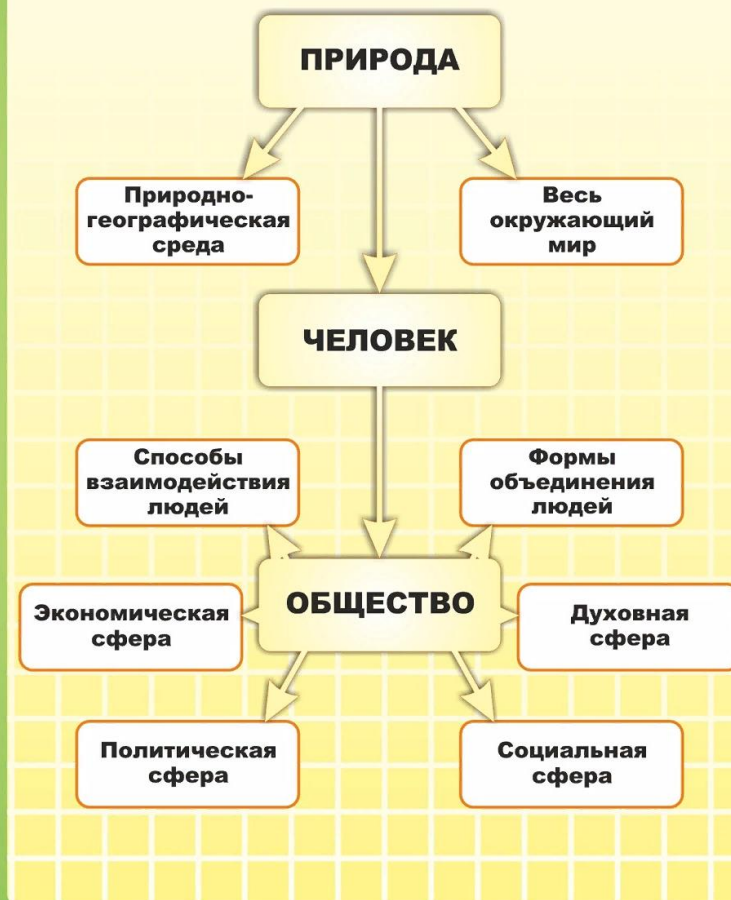 ПРИРОДА
Природно-
географическая
среда
Весь
окружающий
мир
ЧЕЛОВЕК
Способы
взаимодействия
людей
Формы
объединения
людей
ОБЩЕСТВО
Экономическая
сфера
Духовная
сфера
Политическая
сфера
Социальная
сфера